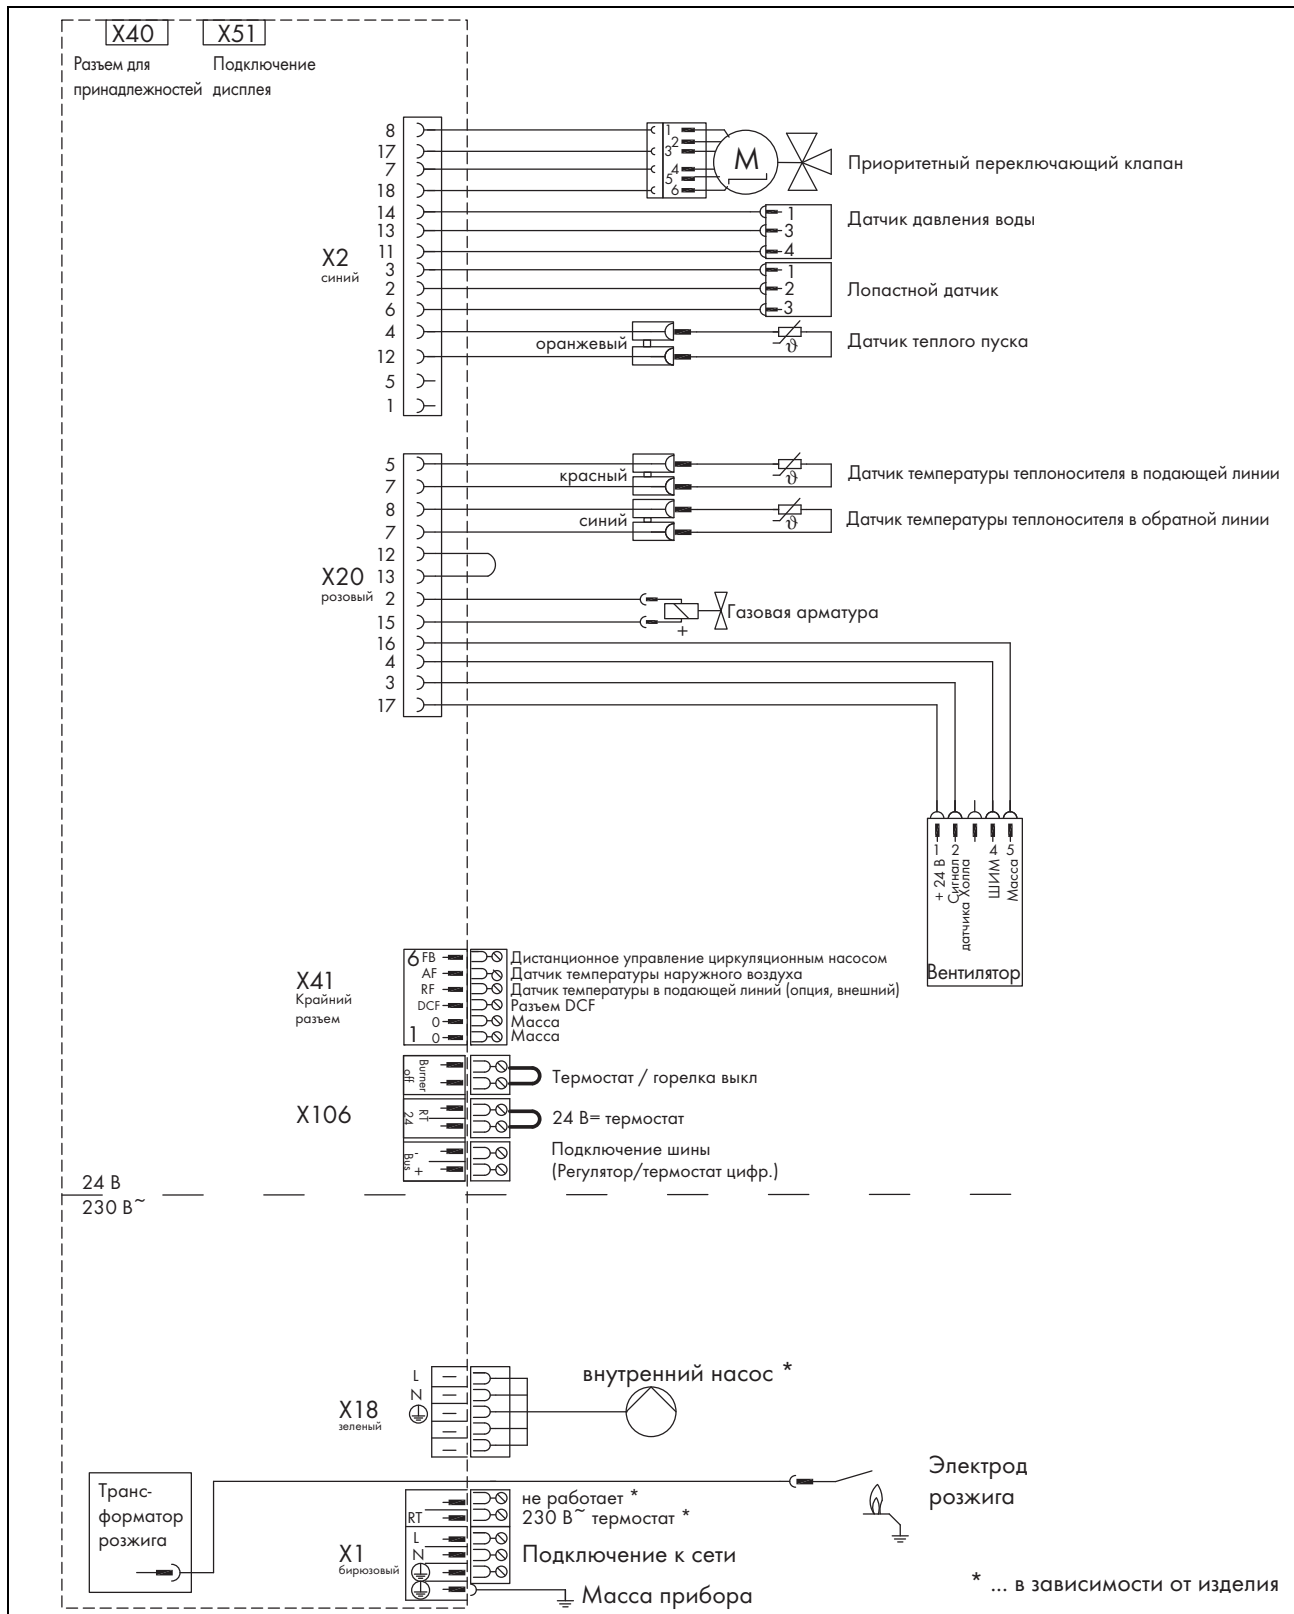 X40 X51
Разъем для Подключение
принадлежностей дисплея
8
17
7
18
14
13
11
3
2
6
4
12
5
1
X2
синий
1
2
3
4
5
6
M
Приоритетный переключающий клапан
1
3
4
Датчик давления воды
1
2
3
Лопастной датчик
оранжевый
ϑ
Датчик теплого пуска
5
7
8
7
12
13
2
15
16
4
3
17
X20
розовый
красный
ϑ
Датчик температуры теплоносителя в подающей линии
синий
ϑ
Датчик температуры теплоносителя в обратной линии
+
Газовая арматура
1 2 4 5
+ 24 В
Сигнал
датчика Холла
ШИМ
Масса
Вентилятор
X41
Крайний
разъем
6 FB Дистанционное управление циркуляционным насосом
AF Датчик температуры наружного воздуха
RF Датчик температуры в подающей линий (опция, внешний)
DCF Разъем DCF
0 Масса
1 0 Масса
X106
Burner
off
Термостат / горелка выкл
RT
24
24 В= термостат
Bus
-
+
Подключение шины
(Регулятор/термостат цифр.)
24 В
230 В~
X18
зеленый
L
N
внутренний насос *
Транс-
форматор
розжига
Электрод
розжига
X1
бирюзовый
не работает *
RT 230 В~ термостат *
L
N
Подключение к сети
Масса прибора
* ... в зависимости от изделия